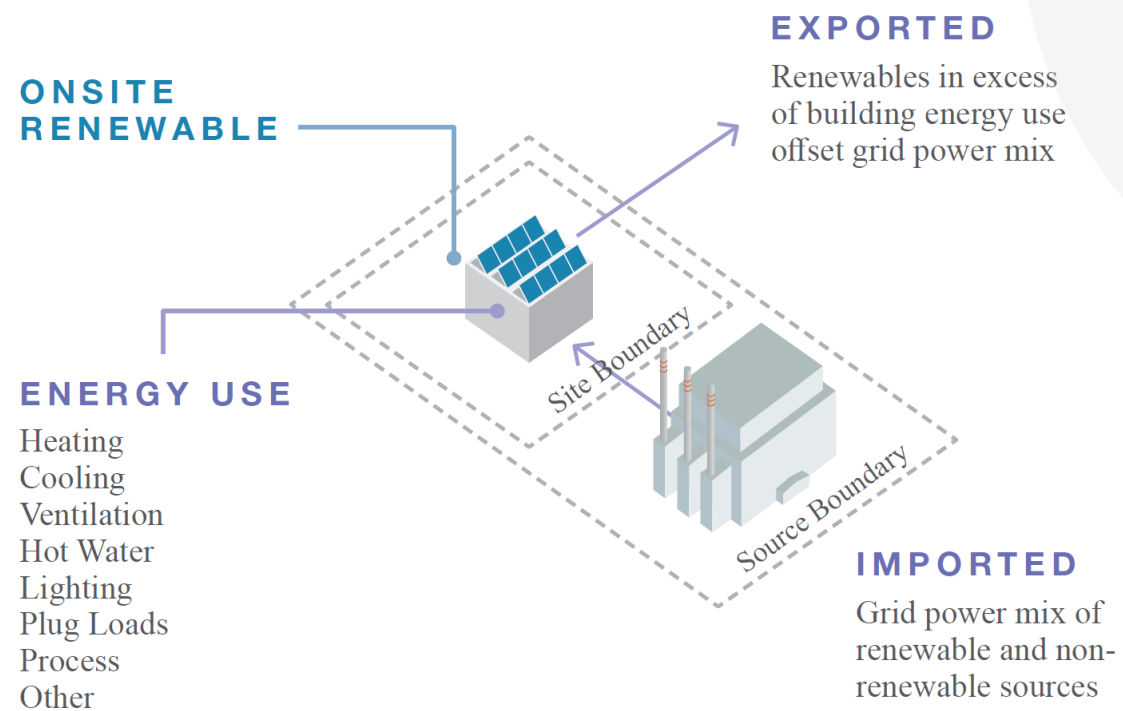 EXPORTED
Renewables in excess
of building energy use
offset grid power mix
ONSITE
RENEWABLE
Site Boundary
ENERGY USE
Heating
Cooling
Ventilation
Hot Water
Lighting
Plug Loads
Process
Other
Source Boundary
IMPORTED
Grid power mix of
renewable and non-
renewable sources